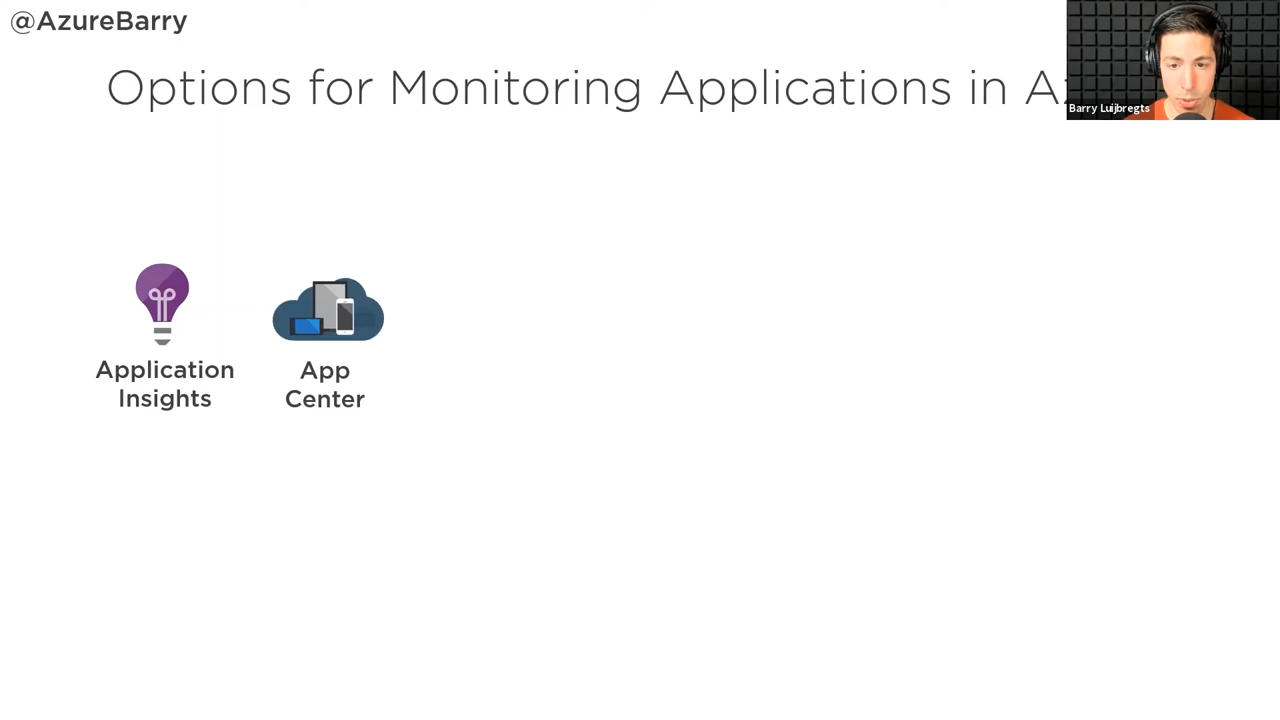 @AzureBarry
Options for Monitoring Applications in
Barry Luijbregts
Application
Insights
App
Center